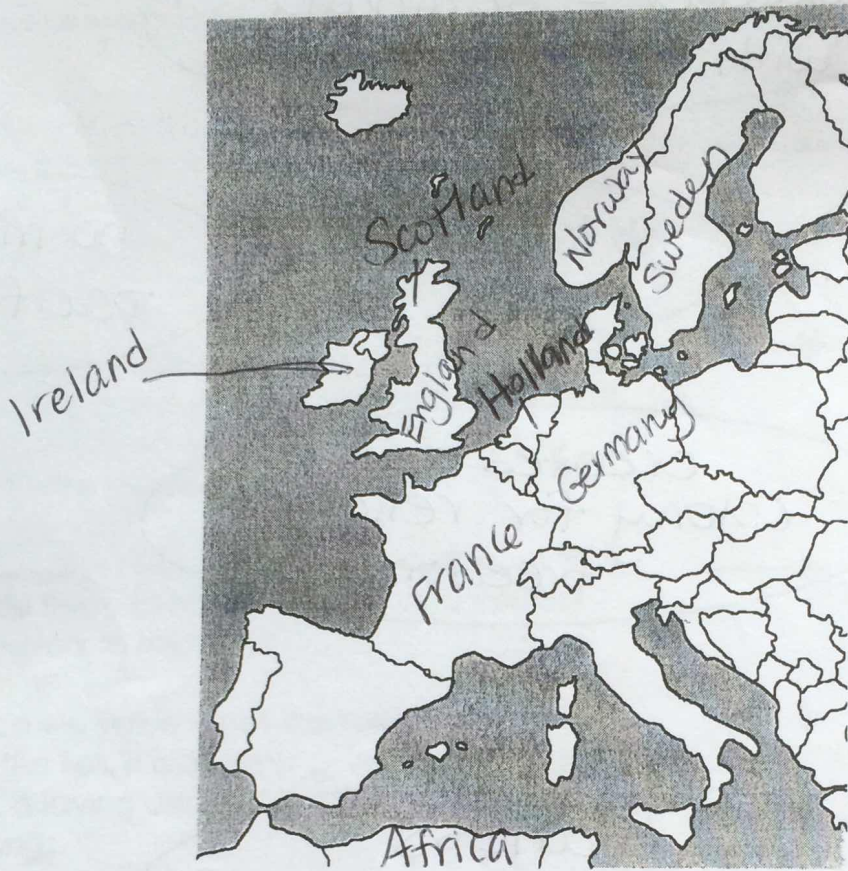 Scotland
Norway
Sweden
Ireland
England
Holland
Germany
France
Africa